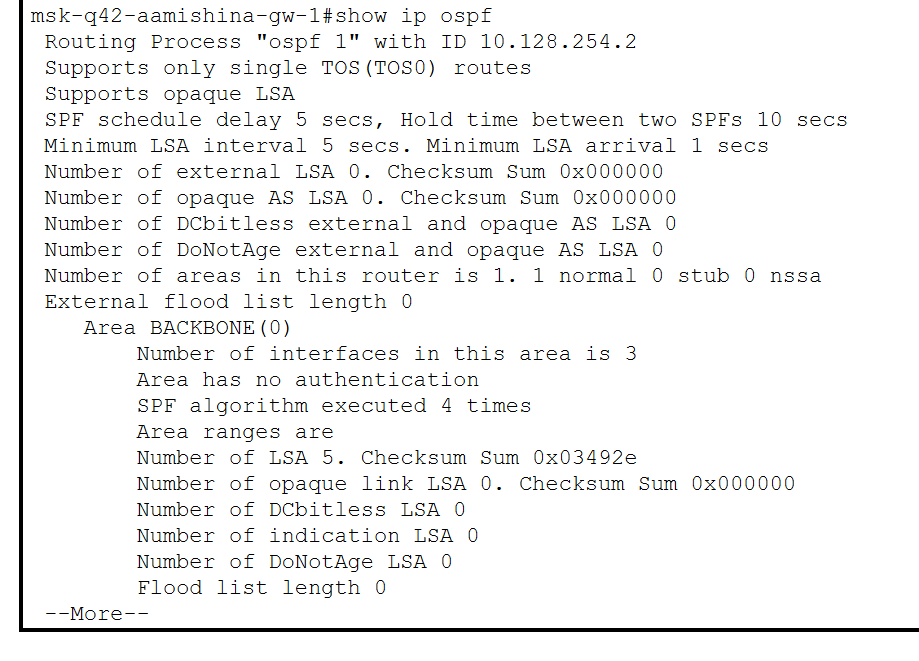 msk-q42-aamishina-gw-1#show ip ospf
Routing Process "ospf 1" with ID 10.128.254.2
Supports only single TOS(TOS0) routes
Supports opaque LSA
SPF schedule delay 5 secs, Hold time between two SPFs 10 secs
Minimum LSA interval 5 secs. Minimum LSA arrival 1 secs
Number of external LSA 0. Checksum Sum 0x000000
Number of opaque AS LSA 0. Checksum Sum 0x000000
Number of DCbitless external and opaque AS LSA 0
Number of DoNotAge external and opaque AS LSA 0
Number of areas in this router is 1. 1 normal 0 stub 0 nssa
External flood list length 0
Area BACKBONE(0)
Number of interfaces in this area is 3
Area has no authentication
SPF algorithm executed 4 times
Area ranges are
Number of LSA 5. Checksum Sum 0x03492e
Number of opaque link LSA 0. Checksum Sum 0x000000
Number of DCbitless LSA 0
Number of indication LSA 0
Number of DoNotAge LSA 0
Flood list length 0
--More--